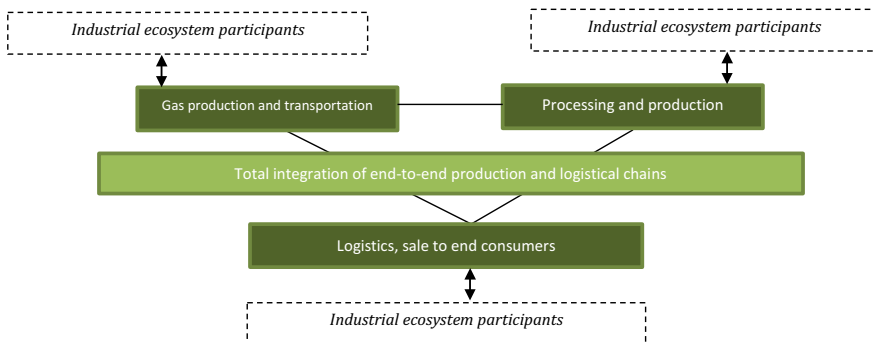 Industrial ecosystem participants
Industrial ecosystem participants
Gas production and transportation
Processing and production
Total integration of end-to-end production and logistical chains
Logistics, sale to end consumers
Industrial ecosystem participants